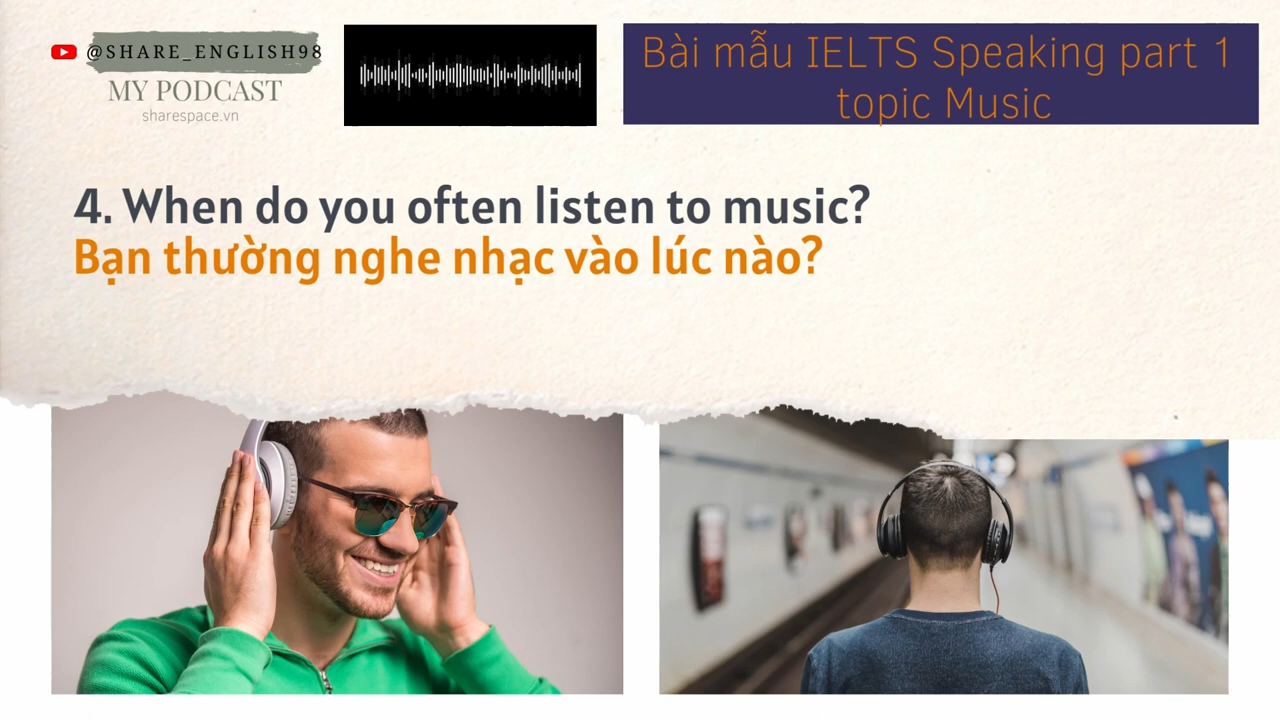 @SHARE_ENGLISH98
MY PODCAST
sharespace.vn
Bài mẫu IELTS Speaking part 1
topic Music
4. When do you often listen to music?
Bạn thường nghe nhạc vào lúc nào?